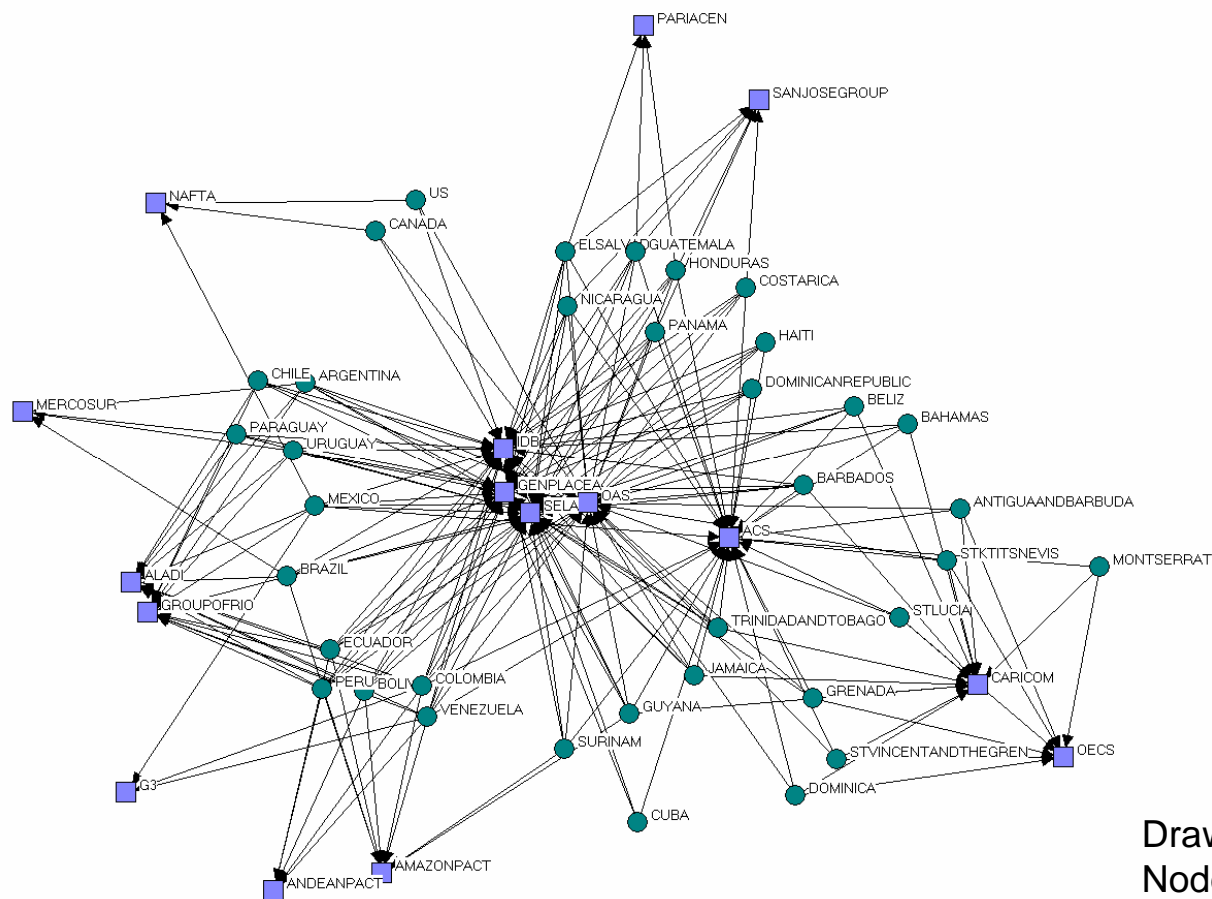 PARIACEN
SANJOSEGROUP
NAFTA
US
CANADA
ELSALV
GUATEMALA
HONDURAS
COSTARICA
NICARAGUA
PANAMA
HAITI
CHILE
ARGENTINA
DOMINICANREPUBLIC
BELIZ
MERCOSUR
BAHAMAS
PARAGUAY
URUGUAY
IDB
GENPLACEA
BARBADOS
MEXICO
SELA
OAS
ANTIGUAANDBARBUDA
ACS
STKTITSNEVIS
MONTSERRAT
ALADI
BRAZIL
GROUPOFRIO
STLUCIA
TRINIDADANDTOBAGO
ECUADOR
JAMAICA
CARICOM
PERU
BOLIV
COLOMBIA
GRENADA
VENEZUELA
GUYANA
SURINAM
STVINCENTANDTHEGREN
OECS
G3
DOMINICA
CUBA
AMAZONPACT
ANDEANPACT
Draw
Node